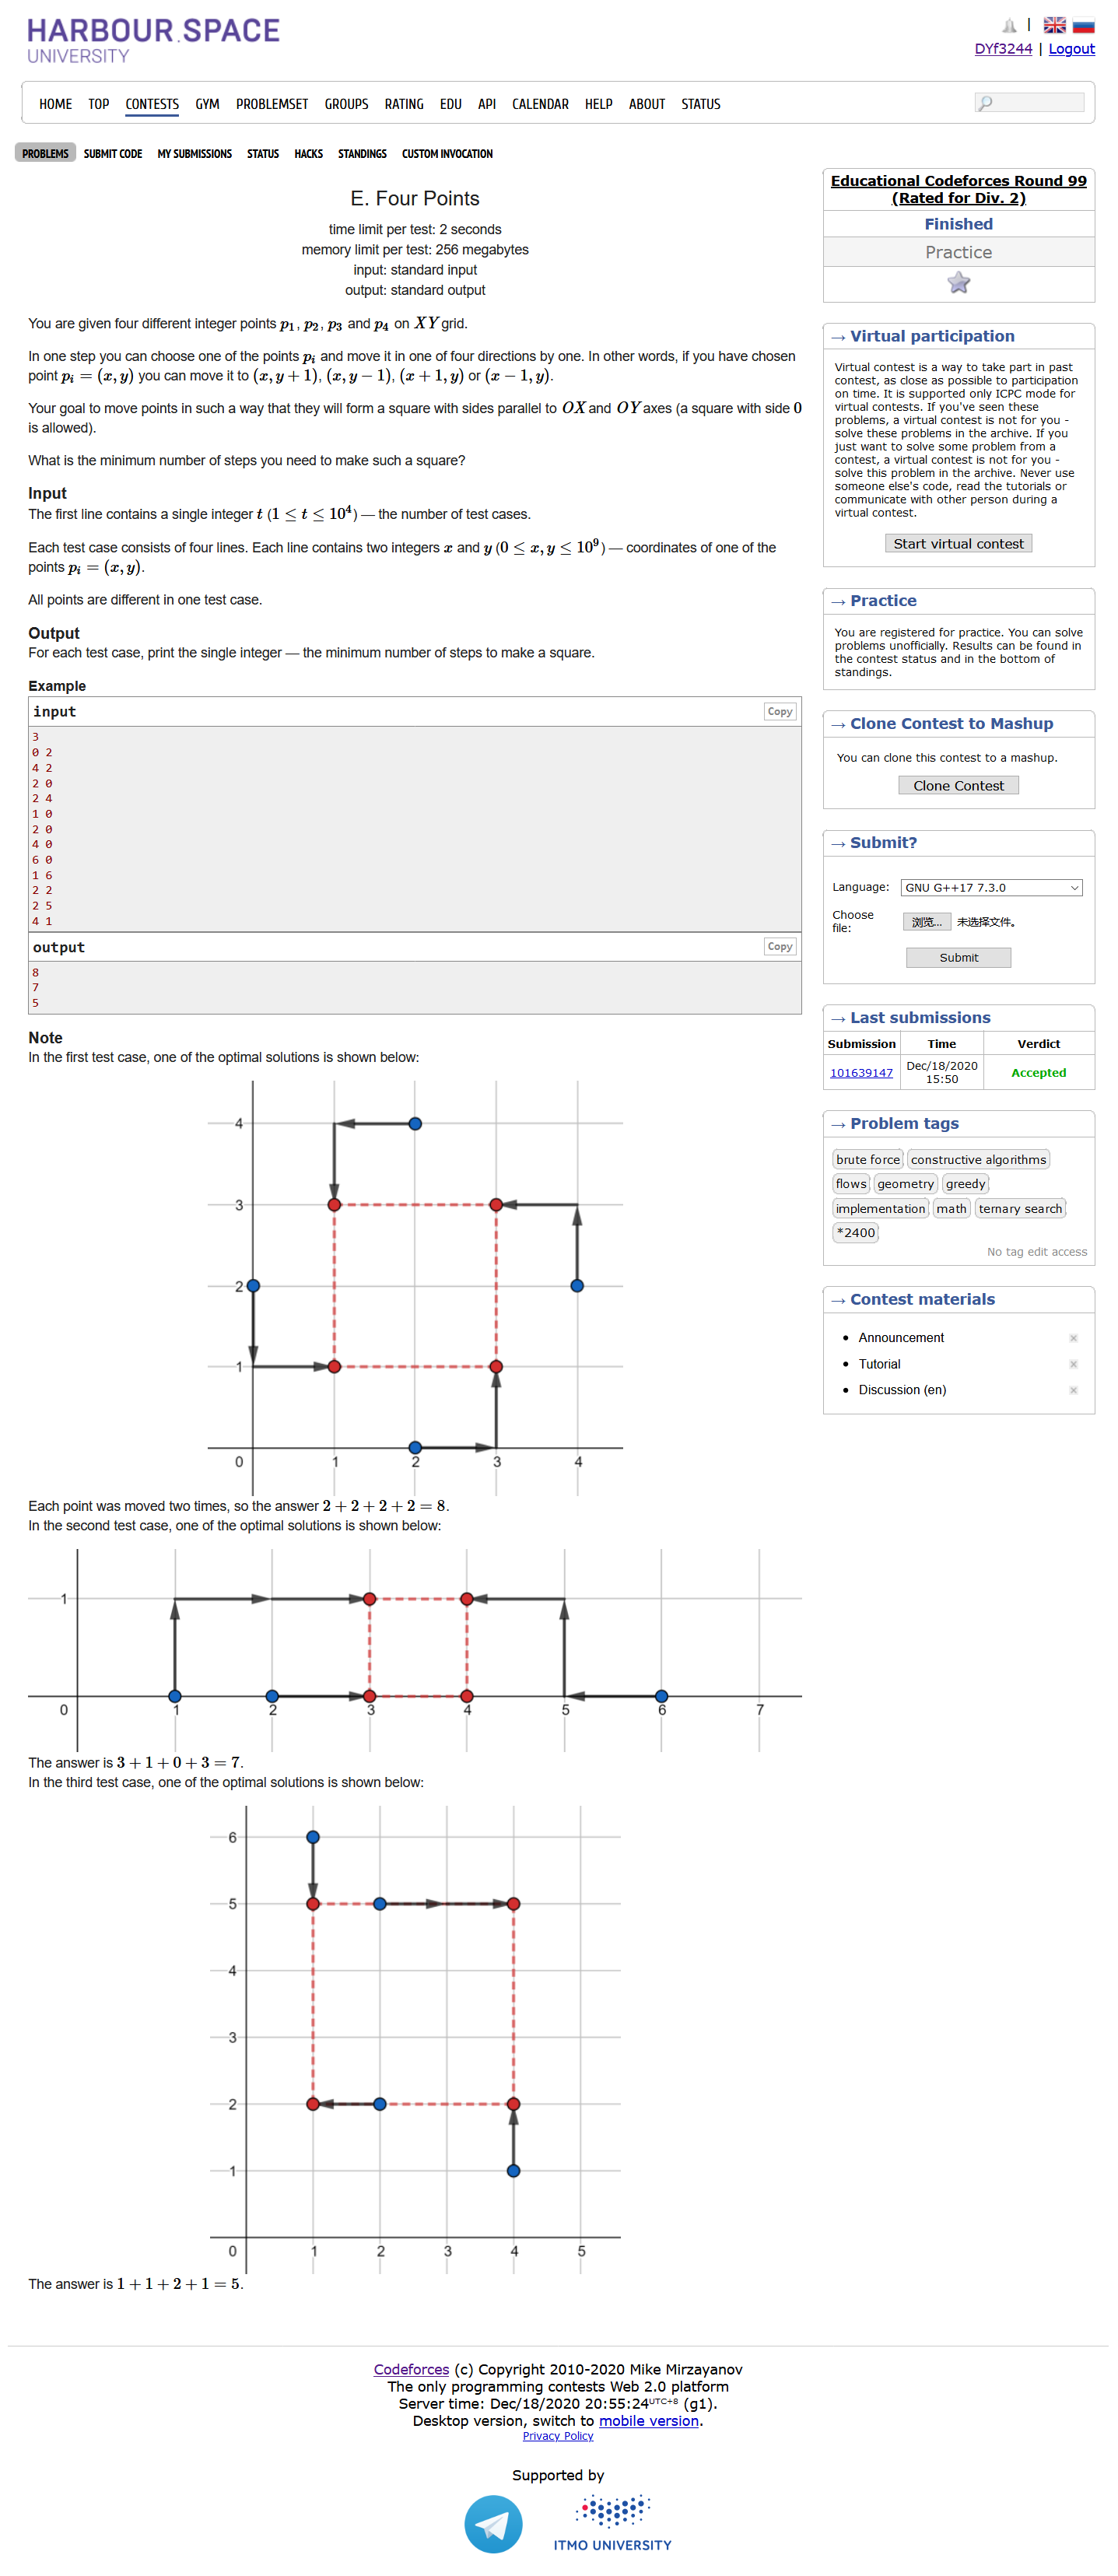 HARBOUR.SPACE
UNIVERSITY
|
DYf3244 | Logout
HOME TOP CONTESTS GYM PROBLEMSET GROUPS RATING EDU API CALENDAR HELP ABOUT STATUS
PROBLEMS SUBMIT CODE MY SUBMISSIONS STATUS HACKS STANDINGS CUSTOM INVOCATION
E. Four Points
time limit per test: 2 seconds
memory limit per test: 256 megabytes
input: standard input
output: standard output
You are given four different integer points p₁, p₂, p₃ and p₄ on XY grid.
In one step you can choose one of the points pᵢ and move it in one of four directions by one. In other words, if you have chosen
point pᵢ = (x, y) you can move it to (x, y + 1), (x, y − 1), (x + 1, y) or (x − 1, y).
Your goal to move points in such a way that they will form a square with sides parallel to OX and OY axes (a square with side 0
is allowed).
What is the minimum number of steps you need to make such a square?
Input
The first line contains a single integer t (1 ≤ t ≤ 10⁴) — the number of test cases.
Each test case consists of four lines. Each line contains two integers x and y (0 ≤ x, y ≤ 10⁹) — coordinates of one of the
points pᵢ = (x, y).
All points are different in one test case.
Output
For each test case, print the single integer — the minimum number of steps to make a square.
Example
input Copy
3
0 2
4 2
2 0
2 4
1 0
2 0
4 0
6 0
1 6
2 2
2 5
4 1
output Copy
8
7
5
Note
In the first test case, one of the optimal solutions is shown below:
4
3
2
1
0 1 2 3 4
Each point was moved two times, so the answer 2 + 2 + 2 + 2 = 8.
In the second test case, one of the optimal solutions is shown below:
1
0 1 2 3 4 5 6 7
The answer is 3 + 1 + 0 + 3 = 7.
In the third test case, one of the optimal solutions is shown below:
6
5
4
3
2
1
0 1 2 3 4 5
The answer is 1 + 1 + 2 + 1 = 5.
Educational Codeforces Round 99
(Rated for Div. 2)
Finished
Practice
→ Virtual participation
Virtual contest is a way to take part in past
contest, as close as possible to participation
on time. It is supported only ICPC mode for
virtual contests. If you've seen these
problems, a virtual contest is not for you -
solve these problems in the archive. If you
just want to solve some problem from a
contest, a virtual contest is not for you -
solve this problem in the archive. Never use
someone else's code, read the tutorials or
communicate with other person during a
virtual contest.
Start virtual contest
→ Practice
You are registered for practice. You can solve
problems unofficially. Results can be found in
the contest status and in the bottom of
standings.
→ Clone Contest to Mashup
You can clone this contest to a mashup.
Clone Contest
→ Submit?
Language: GNU G++17 7.3.0
Choose
file: 浏览... 未选择文件。
Submit
→ Last submissions
Submission Time Verdict
101639147 Dec/18/2020
15:50 Accepted
→ Problem tags
brute force constructive algorithms
flows geometry greedy
implementation math ternary search
*2400
No tag edit access
→ Contest materials
Announcement
Tutorial
Discussion (en)
Codeforces (c) Copyright 2010-2020 Mike Mirzayanov
The only programming contests Web 2.0 platform
Server time: Dec/18/2020 20:55:24 UTC+8 (g1).
Desktop version, switch to mobile version.
Privacy Policy
Supported by
ITMO UNIVERSITY